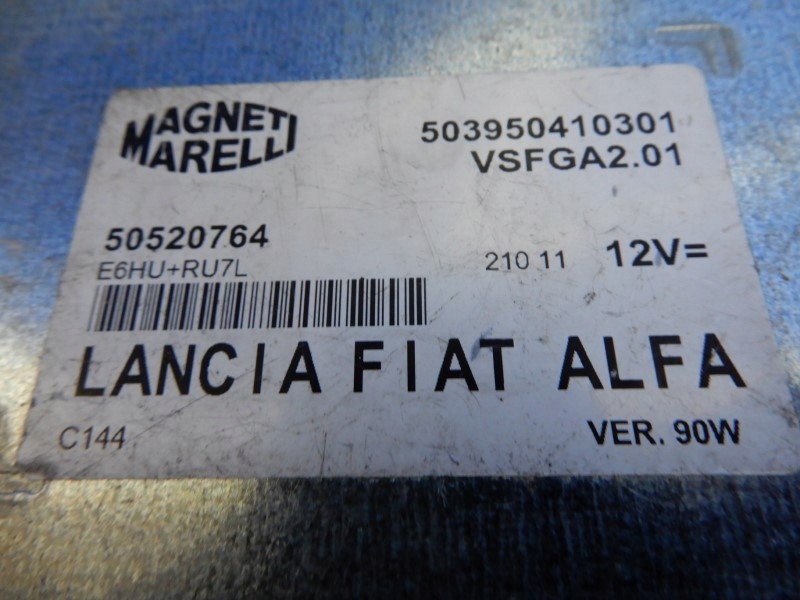 MAGNETI
MARELLI
503950410301
VSFGA2.01
50520764
E6HU+RU7L
210 11 12V=
LANCIA FIAT ALFA
C144
VER. 90W